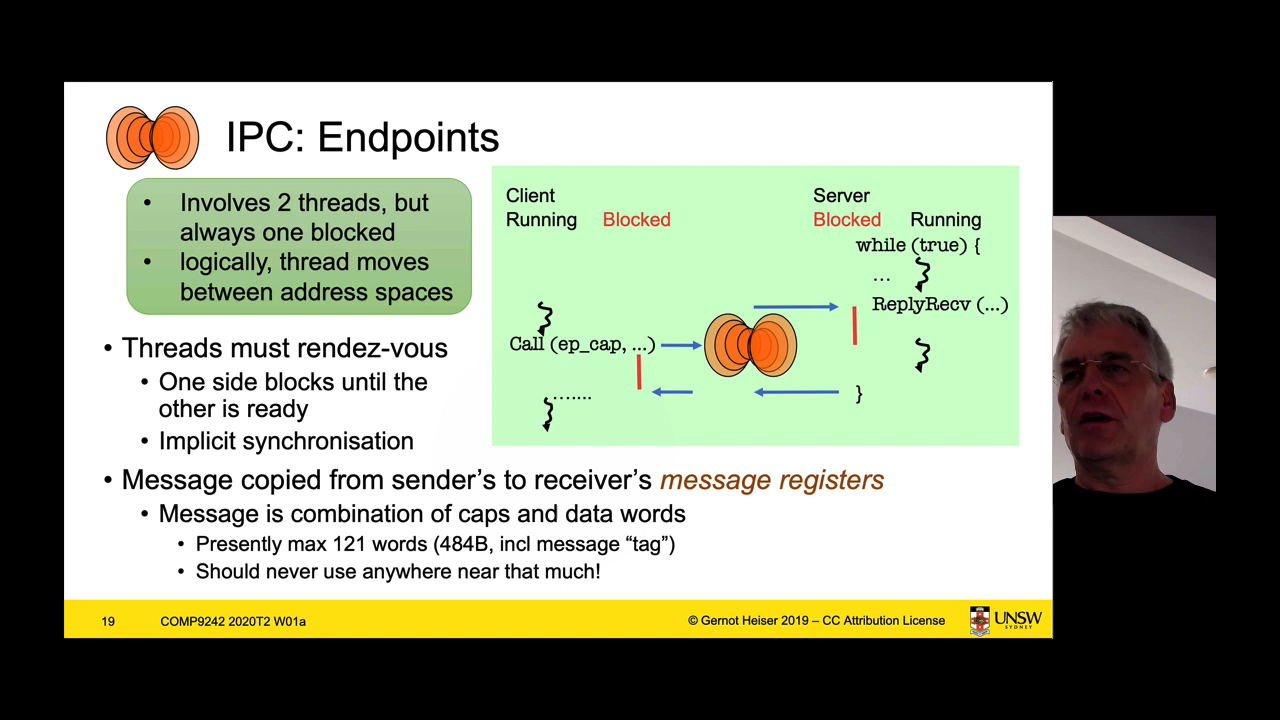 IPC: Endpoints
• Involves 2 threads, but
always one blocked
• logically, thread moves
between address spaces
Client
Running Blocked
Server
Blocked Running
while (true) {
...
ReplyRecv (...)
Call (ep_cap, ...)
.......
}
• Threads must rendez-vous
• One side blocks until the
other is ready
• Implicit synchronisation
• Message copied from sender’s to receiver’s message registers
• Message is combination of caps and data words
• Presently max 121 words (484B, incl message “tag”)
• Should never use anywhere near that much!
19 COMP9242 2020T2 W01a © Gernot Heiser 2019 – CC Attribution License
UNSW
SYDNEY